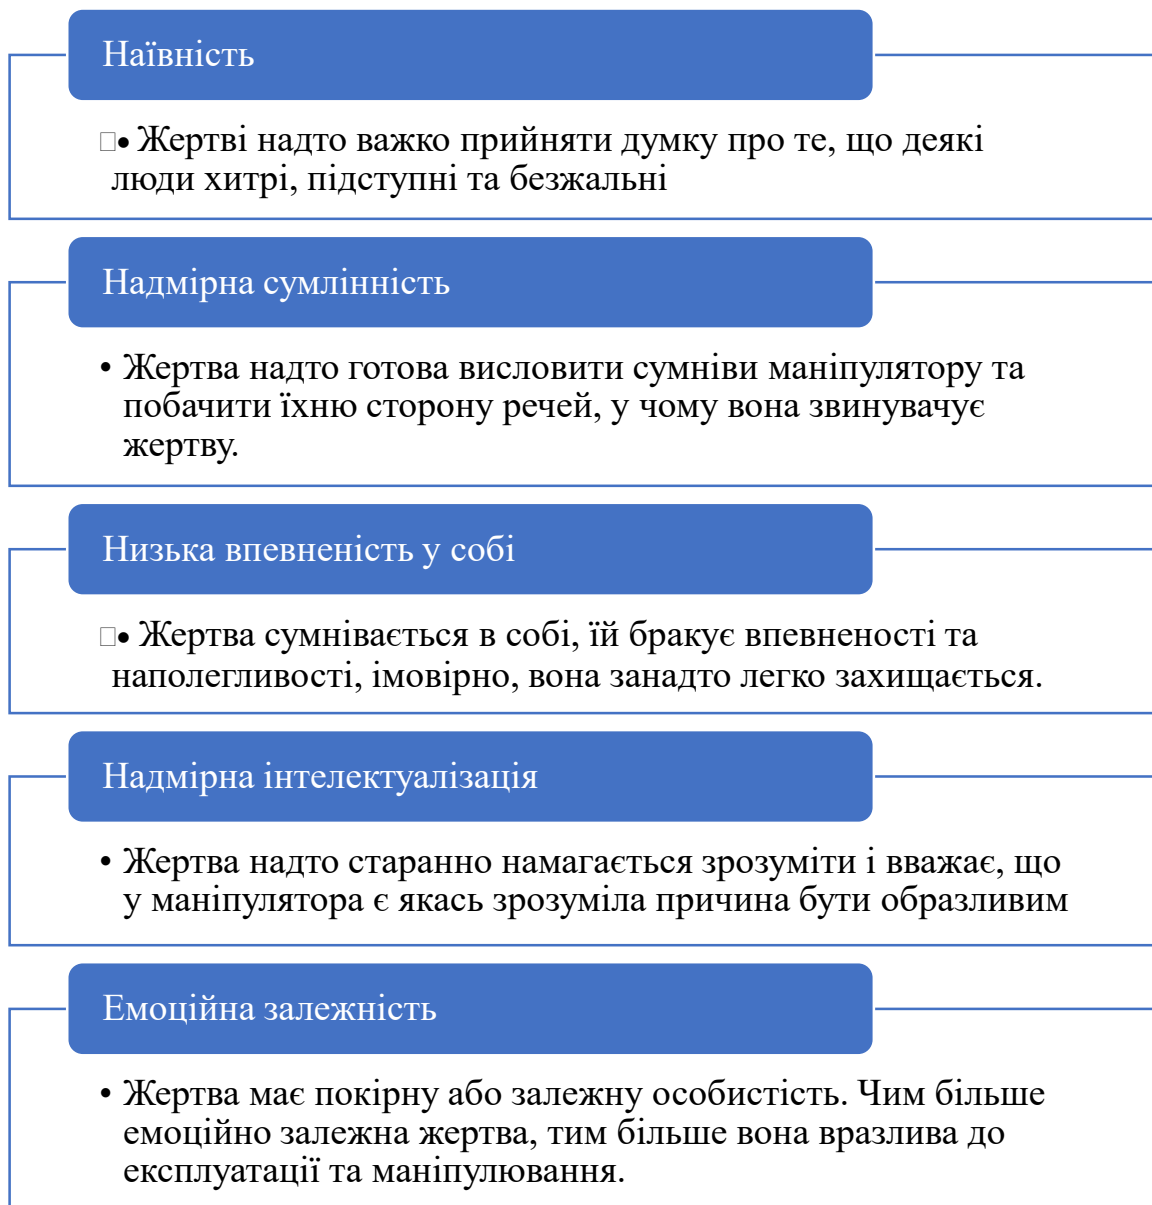 Наївність
□• Жертві надто важко прийняти думку про те, що деякі
люди хитрі, підступні та безжальні
Надмірна сумлінність
• Жертва надто готова висловити сумніви маніпулятору та
побачити їхню сторону речей, у чому вона звинувачує
жертву.
Низька впевненість у собі
□• Жертва сумнівається в собі, їй бракує впевненості та
наполегливості, імовірно, вона занадто легко захищається.
Надмірна інтелектуалізація
• Жертва надто старанно намагається зрозуміти і вважає, що
у маніпулятора є якась зрозуміла причина бути образливим
Емоційна залежність
• Жертва має покірну або залежну особистість. Чим більше
емоційно залежна жертва, тим більше вона вразлива до
експлуатації та маніпулювання.